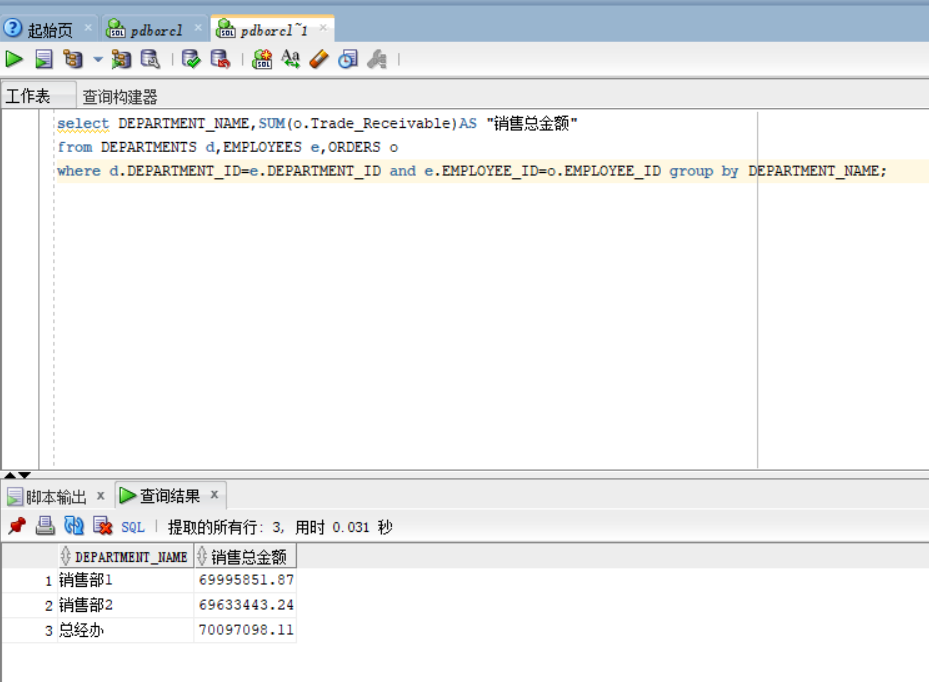 起始页 pdborcl pdborcl~1
工作表 查询构建器
select DEPARTMENT_NAME,SUM(o.Trade_Receivable)AS "销售总金额"
from DEPARTMENTS d,EMPLOYEES e,ORDERS o
where d.DEPARTMENT_ID=e.DEPARTMENT_ID and e.EMPLOYEE_ID=o.EMPLOYEE_ID group by DEPARTMENT_NAME;
脚本输出 x 查询结果 x
SQL | 提取的所有行: 3, 用时 0.031 秒
DEPARTMENT_NAME 销售总金额
1 销售部1 69995851.87
2 销售部2 69633443.24
3 总经办 70097098.11